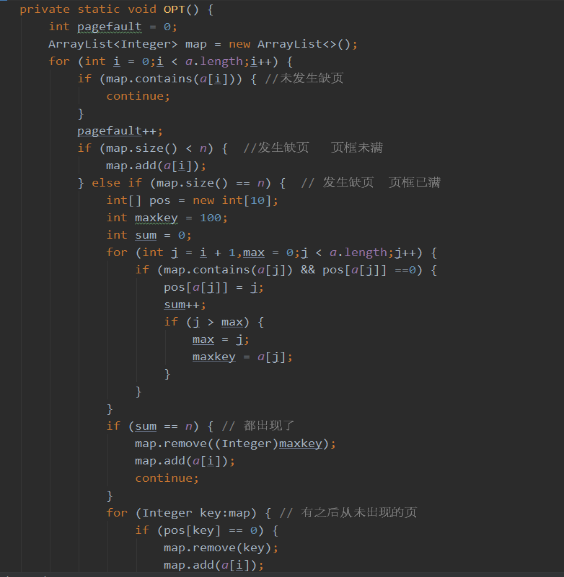 private static void OPT() {
    int pagefault = 0;
    ArrayList<Integer> map = new ArrayList<>();
    for (int i = 0;i < a.length;i++) {
        if (map.contains(a[i])) { //未发生缺页
            continue;
        }
        pagefault++;
        if (map.size() < n) {  //发生缺页   页框未满
            map.add(a[i]);
        } else if (map.size() == n) {  // 发生缺页  页框已满
            int[] pos = new int[10];
            int maxkey = 100;
            int sum = 0;
            for (int j = i + 1,max = 0;j < a.length;j++) {
                if (map.contains(a[j]) && pos[a[j]] ==0) {
                    pos[a[j]] = j;
                    sum++;
                    if (j > max) {
                        max = j;
                        maxkey = a[j];
                    }
                }
            }
            if (sum == n) { // 都出现了
                map.remove((Integer)maxkey);
                map.add(a[i]);
                continue;
            }
            for (Integer key:map) { // 有之后从未出现的页
                if (pos[key] == 0) {
                    map.remove(key);
                    map.add(a[i]);